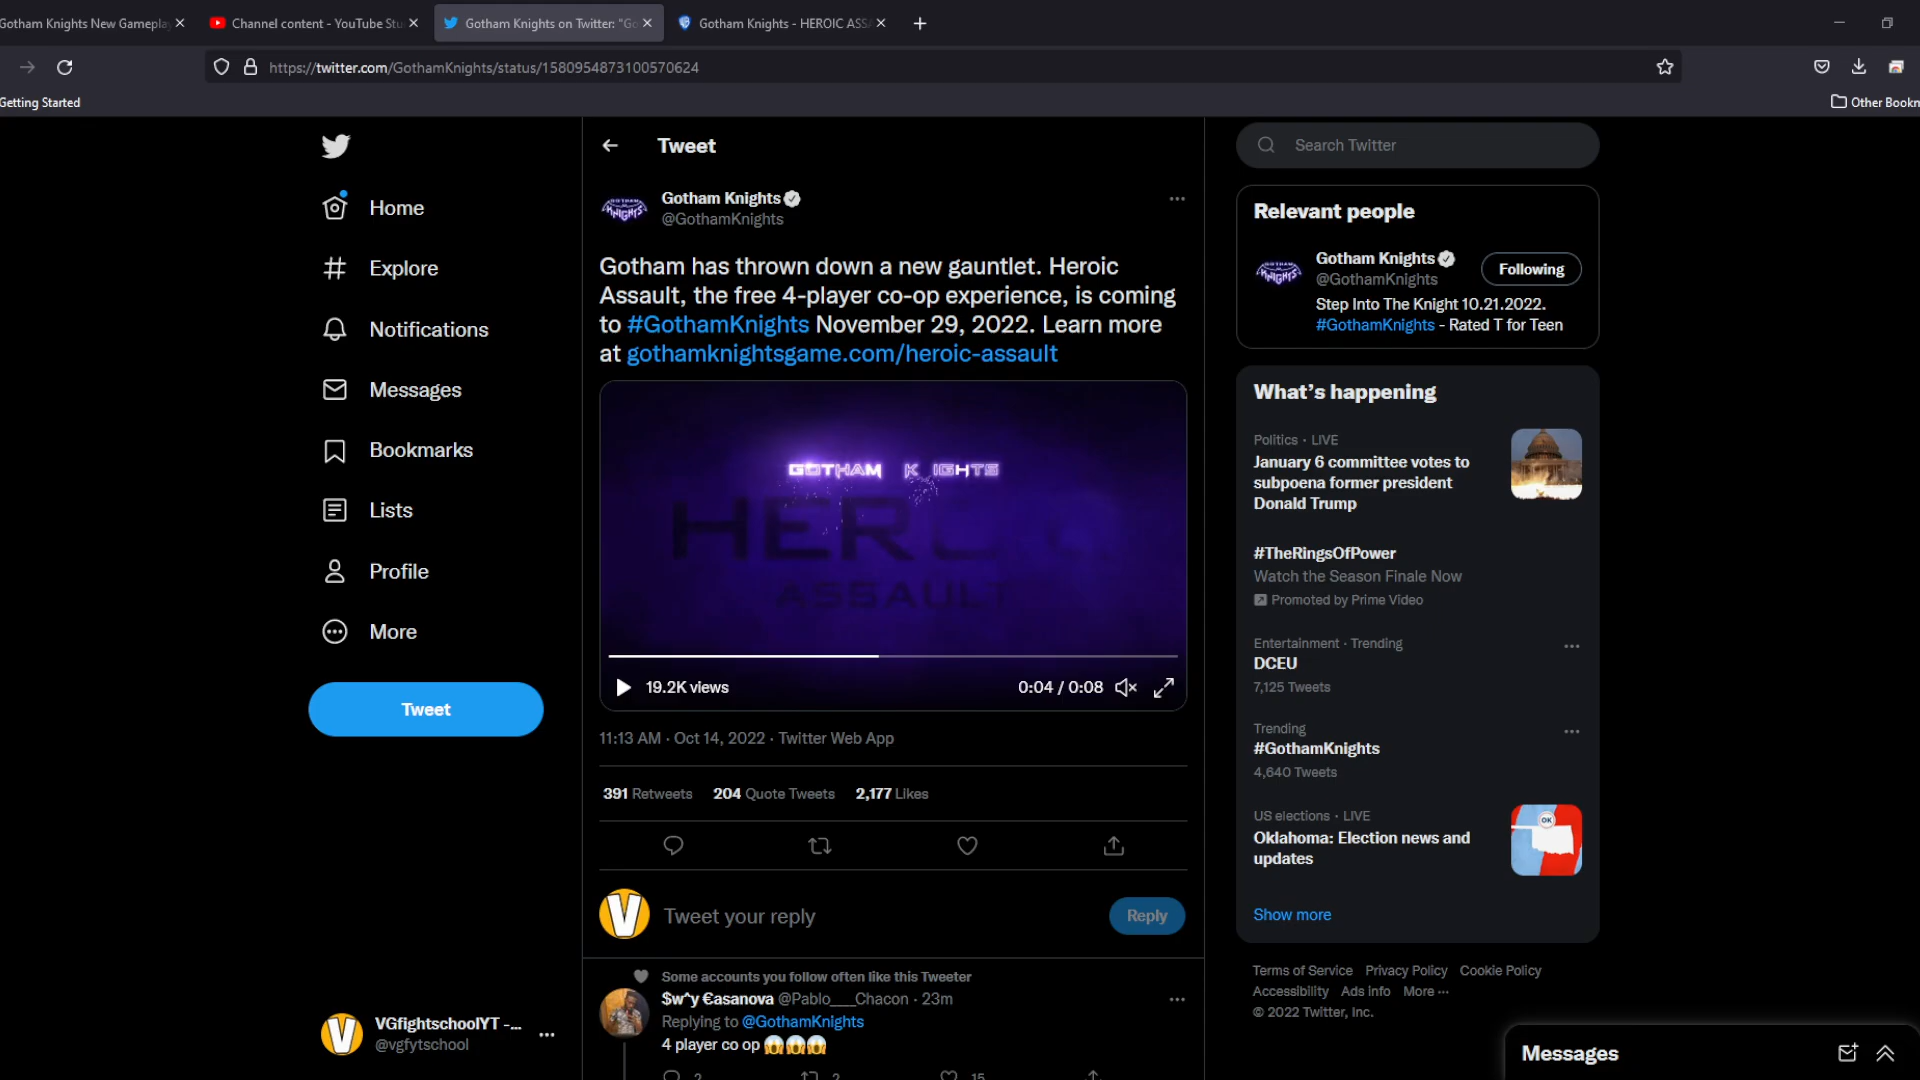 Gotham Knights New Gameplay
Channel content - YouTube Stu
Gotham Knights on Twitter: "Go
Gotham Knights - HEROIC ASSA
https://twitter.com/GothamKnights/status/1580954873100570624
Getting Started
Other Bookm
Home
Explore
Notifications
Messages
Bookmarks
Lists
Profile
More
Tweet
VGfightschoolYT -...
@vgfytschool
Tweet
Gotham Knights
@GothamKnights
Gotham has thrown down a new gauntlet. Heroic
Assault, the free 4-player co-op experience, is coming
to #GothamKnights November 29, 2022. Learn more
at gothamknightsgame.com/heroic-assault
GOTHAM K IGHTS
HERO
ASSAULT
19.2K views
0:04 / 0:08
11:13 AM · Oct 14, 2022 · Twitter Web App
391 Retweets 204 Quote Tweets 2,177 Likes
Tweet your reply
Reply
Some accounts you follow often like this Tweeter
$w^y €asanova @Pablo___Chacon · 23m
Replying to @GothamKnights
4 player co op 😱😱😱
2 2 15
Search Twitter
Relevant people
Gotham Knights
@GothamKnights
Following
Step Into The Knight 10.21.2022.
#GothamKnights - Rated T for Teen
What's happening
Politics · LIVE
January 6 committee votes to
subpoena former president
Donald Trump
#TheRingsOfPower
Watch the Season Finale Now
Promoted by Prime Video
Entertainment · Trending
DCEU
7,125 Tweets
Trending
#GothamKnights
4,640 Tweets
US elections · LIVE
Oklahoma: Election news and
updates
OK
Show more
Terms of Service Privacy Policy Cookie Policy
Accessibility Ads info More ...
© 2022 Twitter, Inc.
Messages